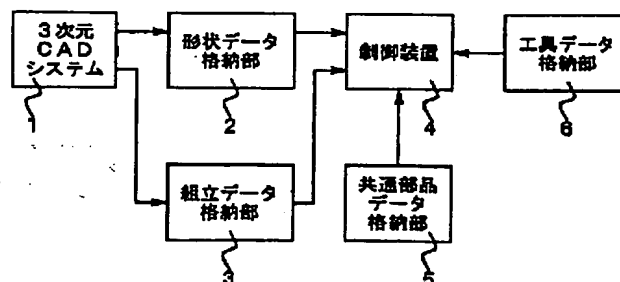 3次元
CAD
システム
1
形状データ
格納部
2
制御装置
4
工具データ
格納部
6
組立データ
格納部
3
共通部品
データ
格納部
5